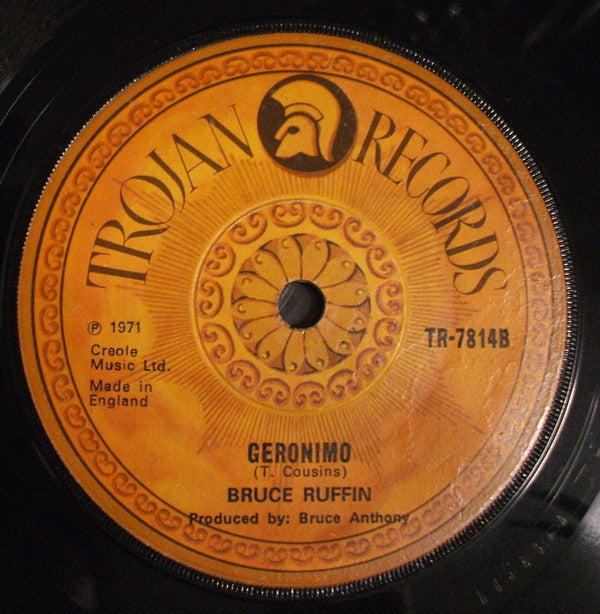 TROJAN RECORDS
℗ 1971
Creole
Music Ltd.
Made in
England
TR-7814B
GERONIMO
(T. Cousins)
BRUCE RUFFIN
Produced by: Bruce Anthony